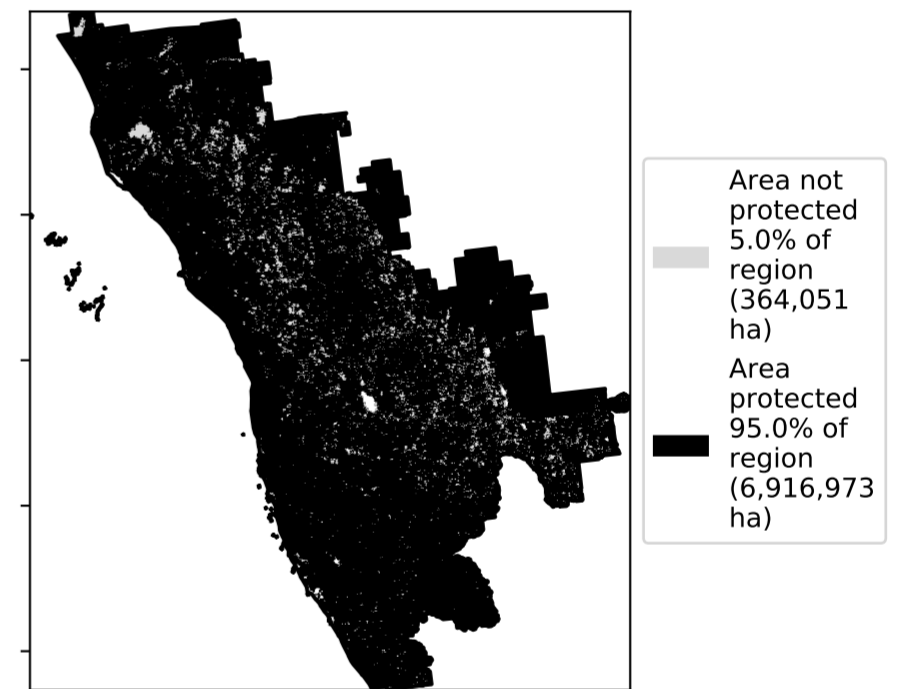 Area not
protected
5.0% of
region
(364,051
ha)
Area
protected
95.0% of
region
(6,916,973
ha)